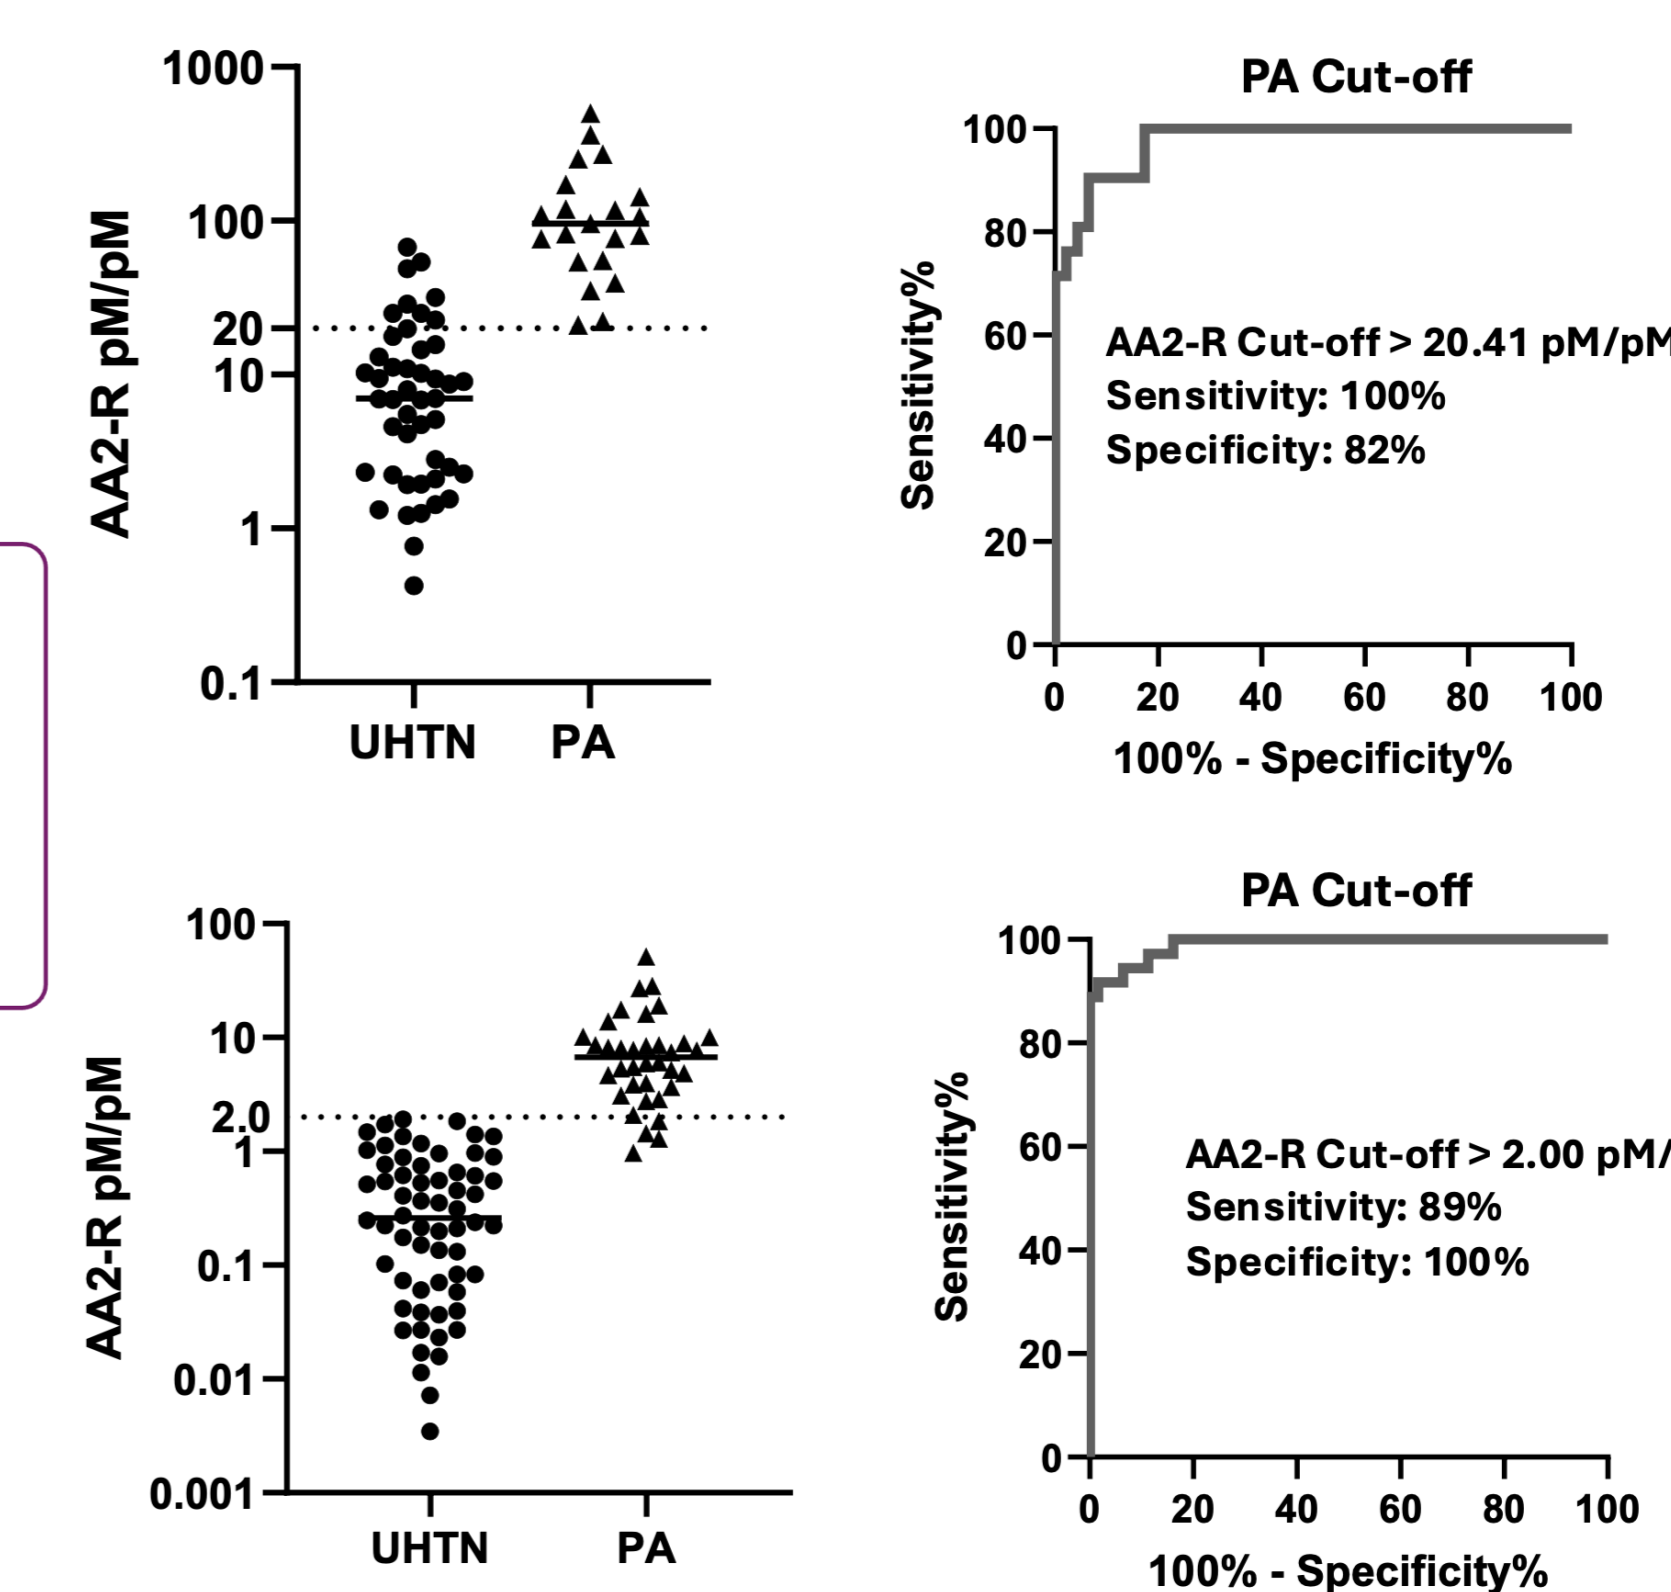 1000
100
20
10
1
0.1
AA2-R pM/pM
UHTN
PA
PA Cut-off
100
80
60
40
20
0
Sensitivity%
AA2-R Cut-off > 20.41 pM/pM
Sensitivity: 100%
Specificity: 82%
0 20 40 60 80 100
100% - Specificity%
100
10
2.0
1
0.1
0.01
0.001
AA2-R pM/pM
UHTN
PA
PA Cut-off
100
80
60
40
20
0
Sensitivity%
AA2-R Cut-off > 2.00 pM/
Sensitivity: 89%
Specificity: 100%
0 20 40 60 80 100
100% - Specificity%